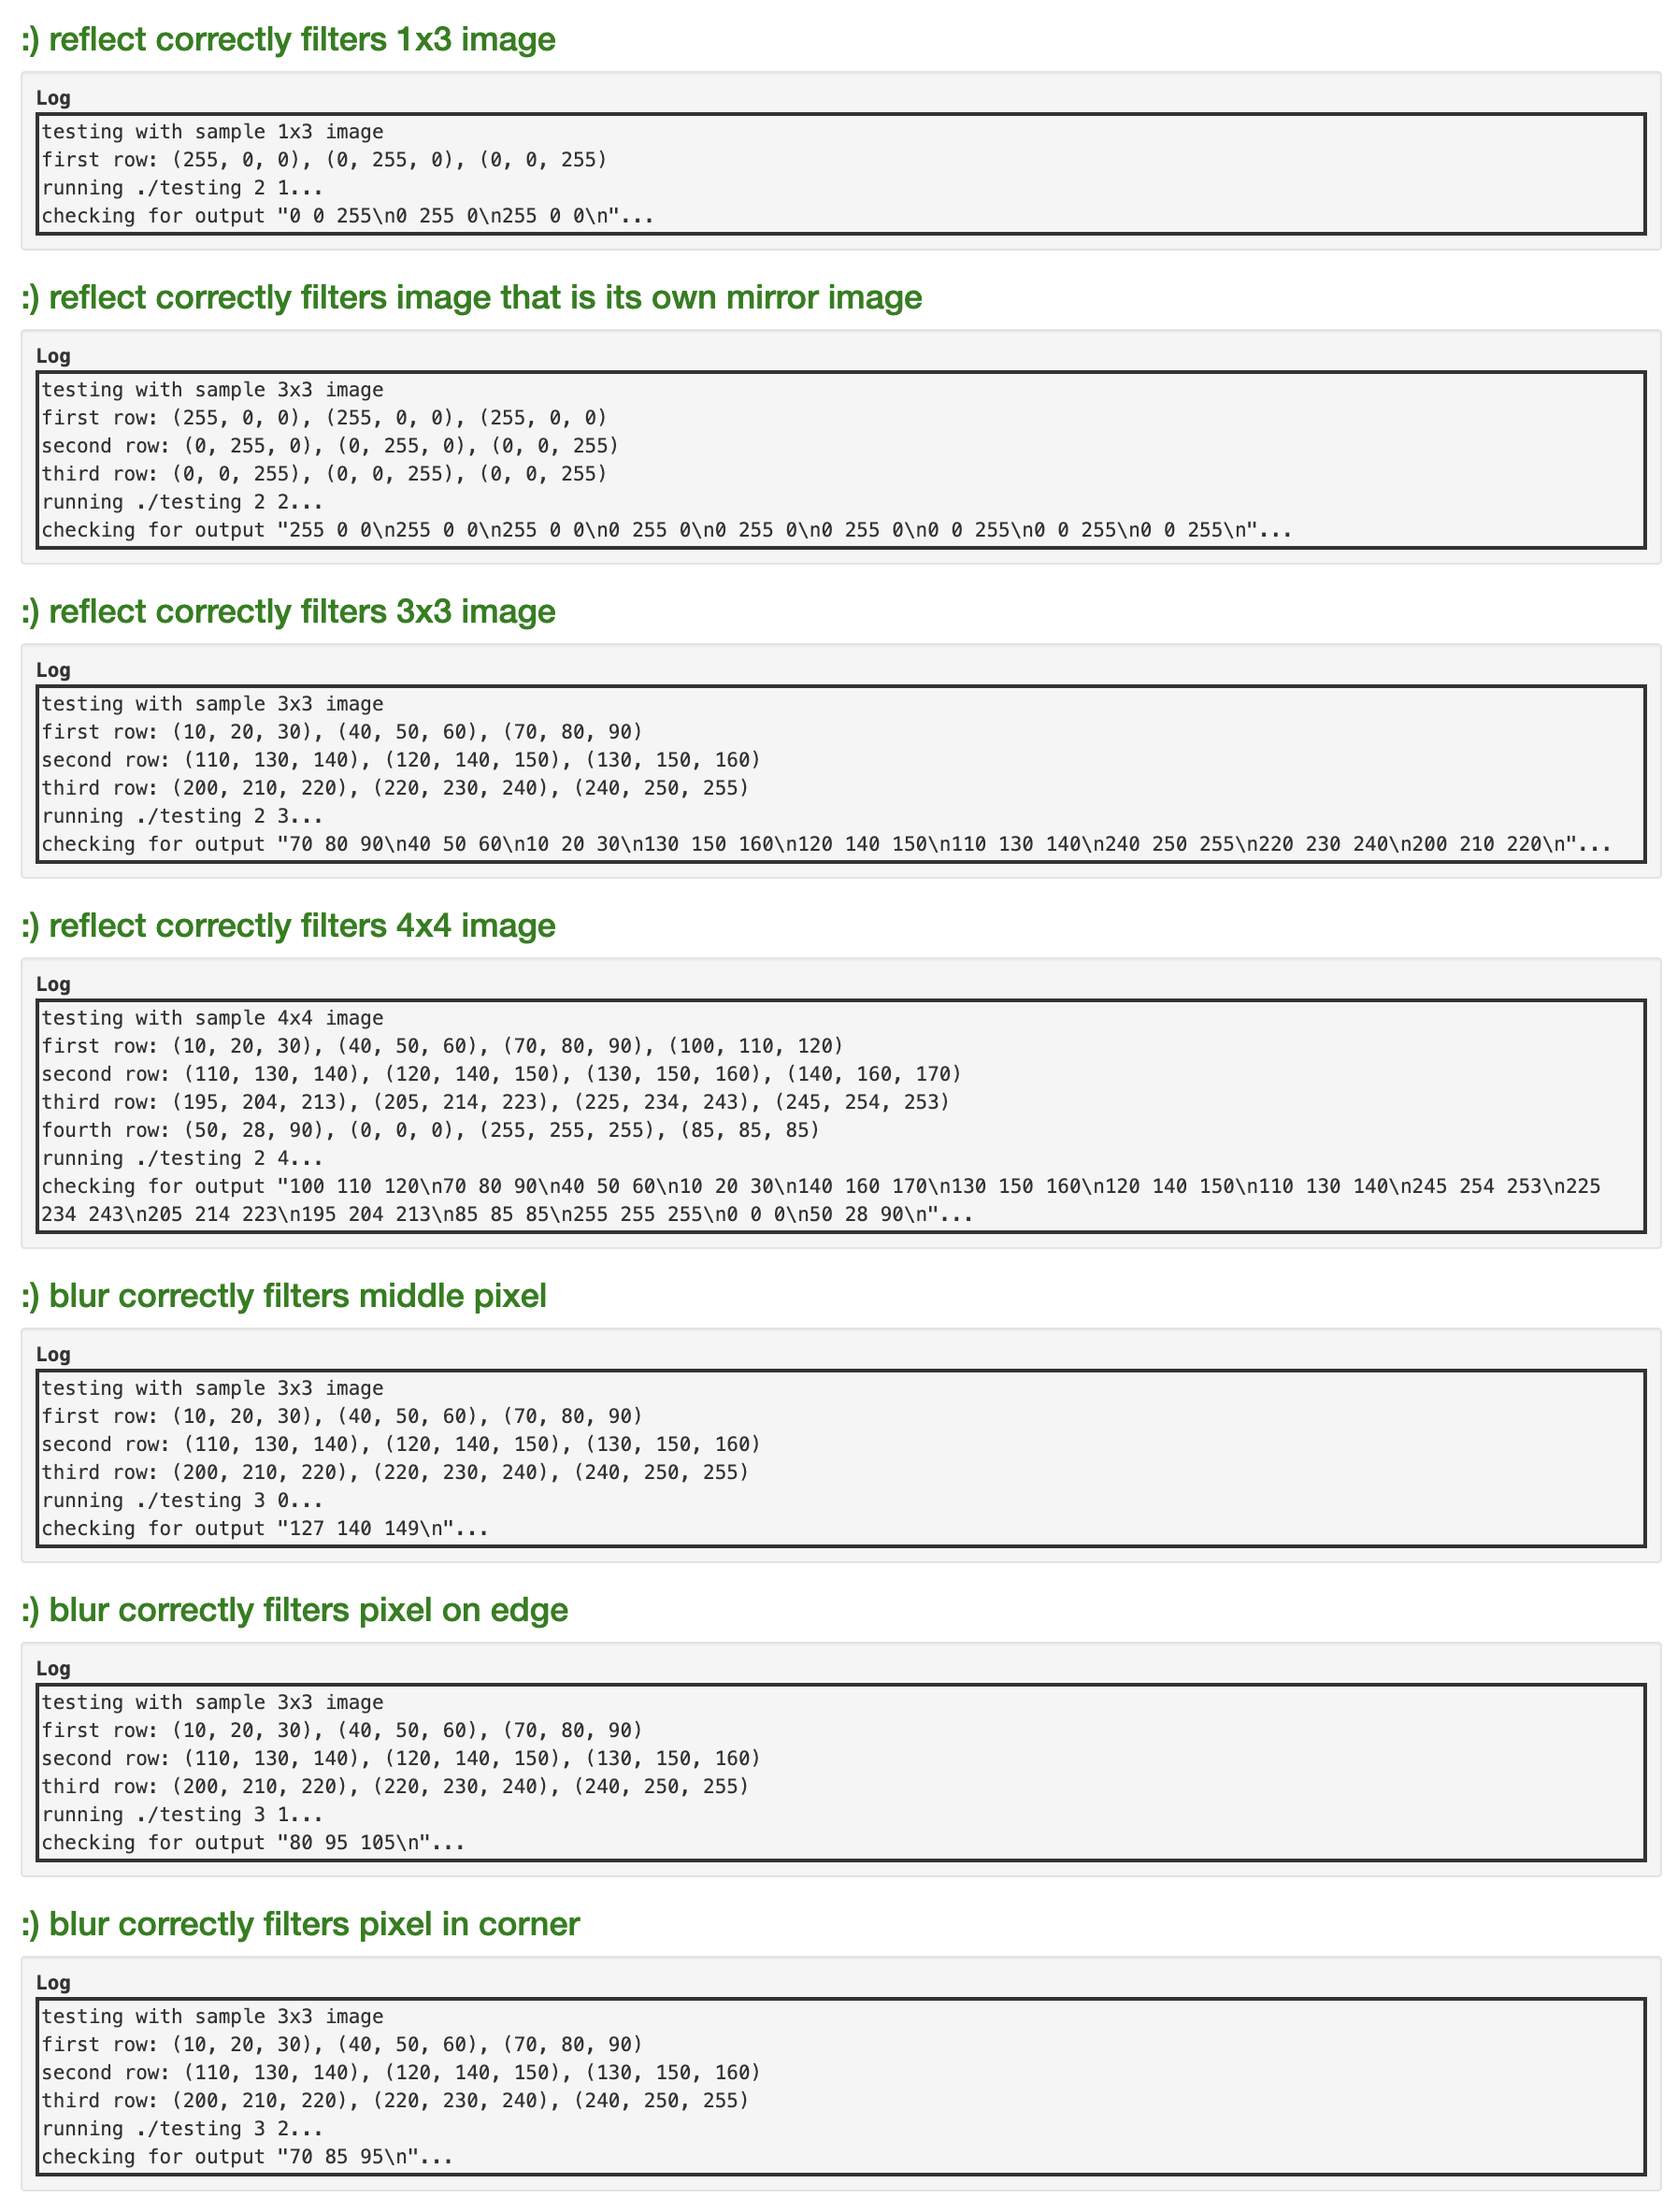 :) reflect correctly filters 1x3 image
Log
testing with sample 1x3 image
first row: (255, 0, 0), (0, 255, 0), (0, 0, 255)
running ./testing 2 1...
checking for output "0 0 255\n0 255 0\n255 0 0\n"...
:) reflect correctly filters image that is its own mirror image
Log
testing with sample 3x3 image
first row: (255, 0, 0), (255, 0, 0), (255, 0, 0)
second row: (0, 255, 0), (0, 255, 0), (0, 0, 255)
third row: (0, 0, 255), (0, 0, 255), (0, 0, 255)
running ./testing 2 2...
checking for output "255 0 0\n255 0 0\n255 0 0\n0 255 0\n0 255 0\n0 255 0\n0 0 255\n0 0 255\n0 0 255\n"...
:) reflect correctly filters 3x3 image
Log
testing with sample 3x3 image
first row: (10, 20, 30), (40, 50, 60), (70, 80, 90)
second row: (110, 130, 140), (120, 140, 150), (130, 150, 160)
third row: (200, 210, 220), (220, 230, 240), (240, 250, 255)
running ./testing 2 3...
checking for output "70 80 90\n40 50 60\n10 20 30\n130 150 160\n120 140 150\n110 130 140\n240 250 255\n220 230 240\n200 210 220\n"...
:) reflect correctly filters 4x4 image
Log
testing with sample 4x4 image
first row: (10, 20, 30), (40, 50, 60), (70, 80, 90), (100, 110, 120)
second row: (110, 130, 140), (120, 140, 150), (130, 150, 160), (140, 160, 170)
third row: (195, 204, 213), (205, 214, 223), (225, 234, 243), (245, 254, 253)
fourth row: (50, 28, 90), (0, 0, 0), (255, 255, 255), (85, 85, 85)
running ./testing 2 4...
checking for output "100 110 120\n70 80 90\n40 50 60\n10 20 30\n140 160 170\n130 150 160\n120 140 150\n110 130 140\n245 254 253\n225
234 243\n205 214 223\n195 204 213\n85 85 85\n255 255 255\n0 0 0\n50 28 90\n"...
:) blur correctly filters middle pixel
Log
testing with sample 3x3 image
first row: (10, 20, 30), (40, 50, 60), (70, 80, 90)
second row: (110, 130, 140), (120, 140, 150), (130, 150, 160)
third row: (200, 210, 220), (220, 230, 240), (240, 250, 255)
running ./testing 3 0...
checking for output "127 140 149\n"...
:) blur correctly filters pixel on edge
Log
testing with sample 3x3 image
first row: (10, 20, 30), (40, 50, 60), (70, 80, 90)
second row: (110, 130, 140), (120, 140, 150), (130, 150, 160)
third row: (200, 210, 220), (220, 230, 240), (240, 250, 255)
running ./testing 3 1...
checking for output "80 95 105\n"...
:) blur correctly filters pixel in corner
Log
testing with sample 3x3 image
first row: (10, 20, 30), (40, 50, 60), (70, 80, 90)
second row: (110, 130, 140), (120, 140, 150), (130, 150, 160)
third row: (200, 210, 220), (220, 230, 240), (240, 250, 255)
running ./testing 3 2...
checking for output "70 85 95\n"...